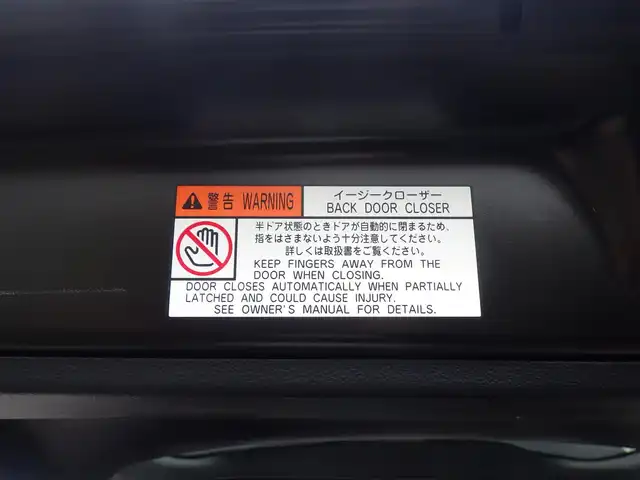 警告 WARNING
イージークローザー
BACK DOOR CLOSER
半ドア状態のときドアが自動的に閉まるため、
指をはさまないよう十分注意してください。
詳しくは取扱書をご覧ください。
KEEP FINGERS AWAY FROM THE
DOOR WHEN CLOSING.
DOOR CLOSES AUTOMATICALLY WHEN PARTIALLY
LATCHED AND COULD CAUSE INJURY.
SEE OWNER'S MANUAL FOR DETAILS.